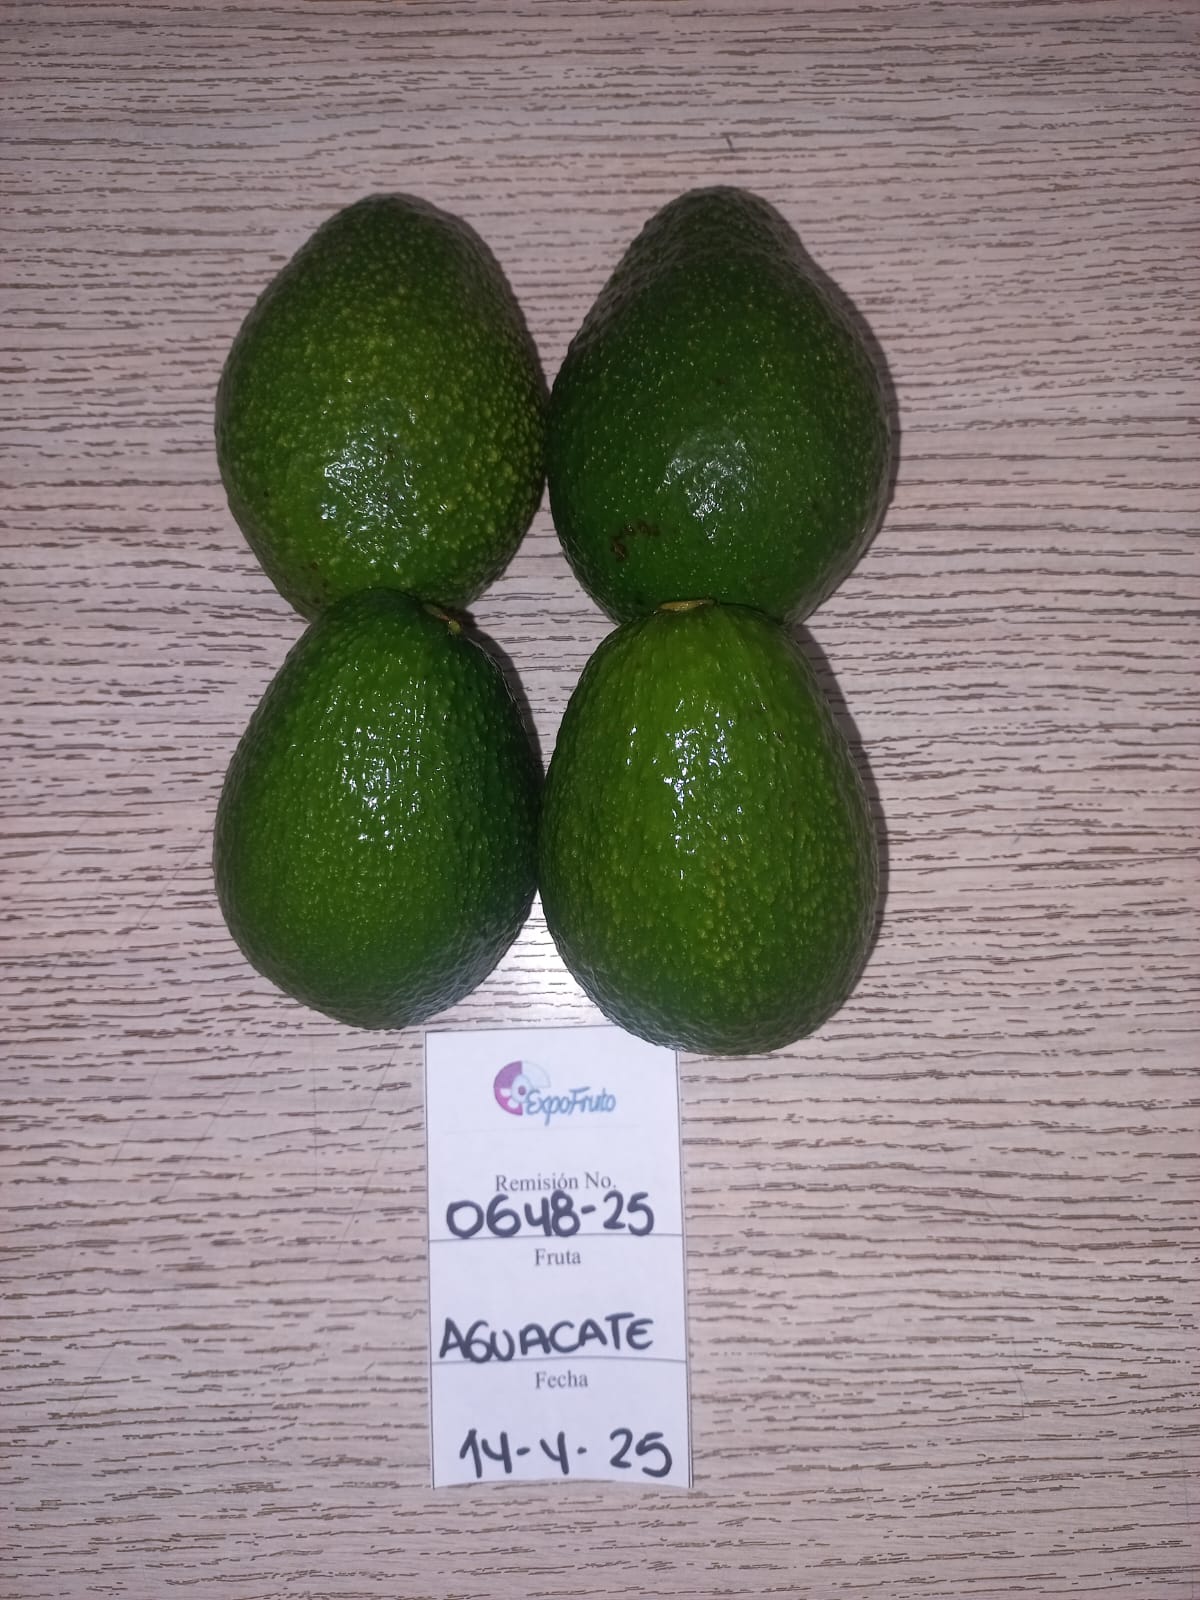 ExpoFruto
Remisión No.
0648-25
Fruta
AGUACATE
Fecha
14-4-25